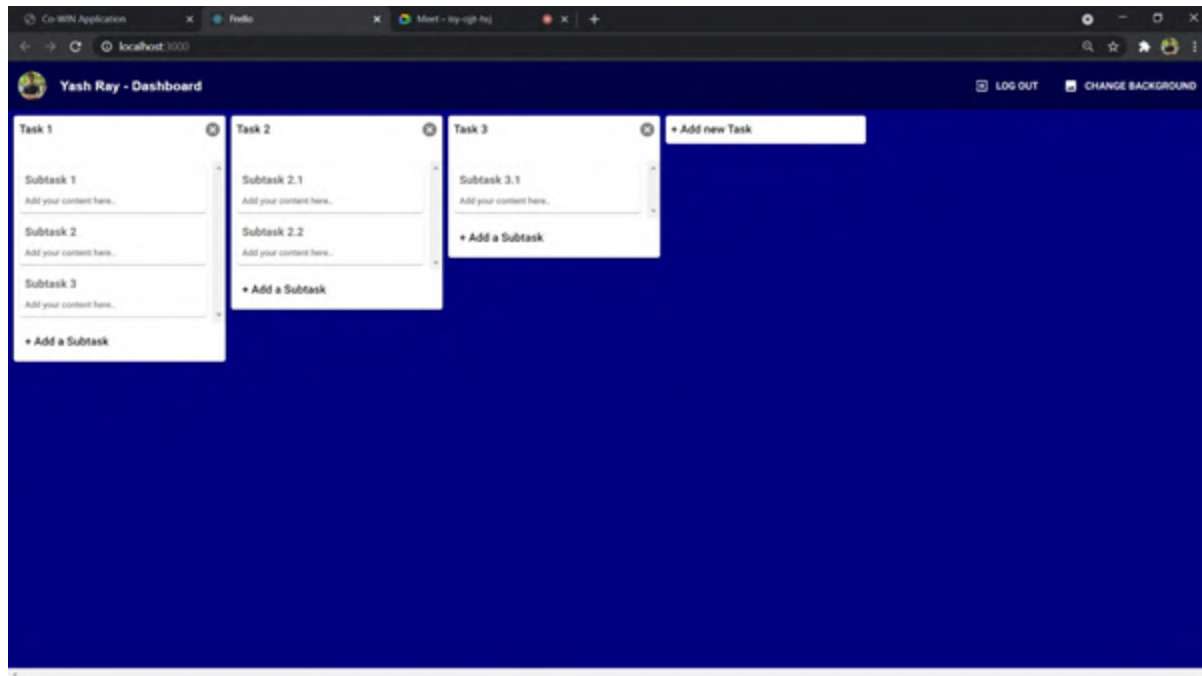 Co-WIN Application
Feello
Meet -
localhost:3000
Yash Ray - Dashboard
LOG OUT
CHANGE BACKGROUND
Task 1
Subtask 1
Add your content here..
Subtask 2
Add your content here..
Subtask 3
Add your content here..
+ Add a Subtask
Task 2
Subtask 2.1
Add your content here..
Subtask 2.2
Add your content here..
+ Add a Subtask
Task 3
Subtask 3.1
Add your content here..
+ Add a Subtask
+ Add new Task